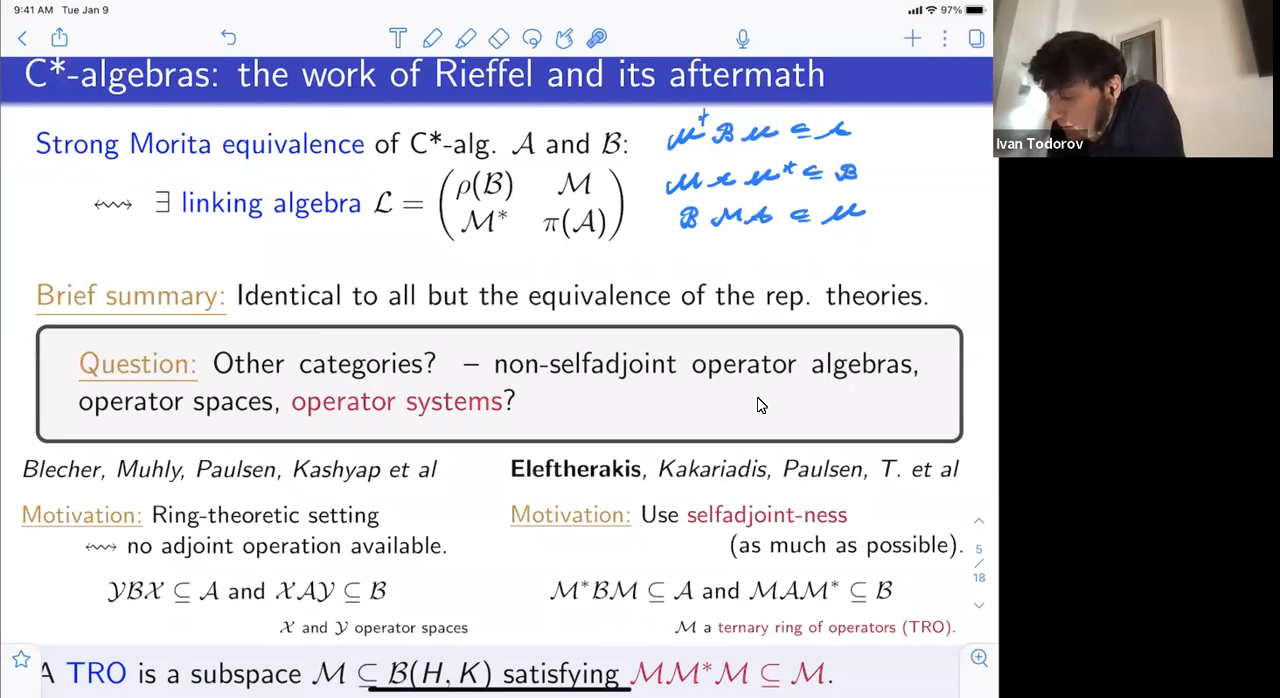 9:41 AM Tue Jan 9
97%
C*-algebras: the work of Rieffel and its aftermath
Strong Morita equivalence of C*-alg. 𝒜 and ℬ:
⇝ ∃ linking algebra ℒ = ( ρ(ℬ) ℳ
ℳ* π(𝒜) )
ℳ* ℬ ℳ ⊆ 𝒜
ℳ 𝒜 ℳ* ⊆ ℬ
ℬ ℳ 𝒜 ⊆ ℳ
Brief summary: Identical to all but the equivalence of the rep. theories.
Question: Other categories? – non-selfadjoint operator algebras,
operator spaces, operator systems?
Blecher, Muhly, Paulsen, Kashyap et al
Motivation: Ring-theoretic setting
⇝ no adjoint operation available.
𝒴ℬ𝒳 ⊆ 𝒜 and 𝒳𝒜𝒴 ⊆ ℬ
𝒳 and 𝒴 operator spaces
Eleftherakis, Kakariadis, Paulsen, T. et al
Motivation: Use selfadjoint-ness
(as much as possible).
ℳ*ℬℳ ⊆ 𝒜 and ℳ𝒜ℳ* ⊆ ℬ
ℳ a ternary ring of operators (TRO).
5
/
18
A TRO is a subspace ℳ ⊆ ℬ(H, K) satisfying ℳℳ*ℳ ⊆ ℳ.
Ivan Todorov